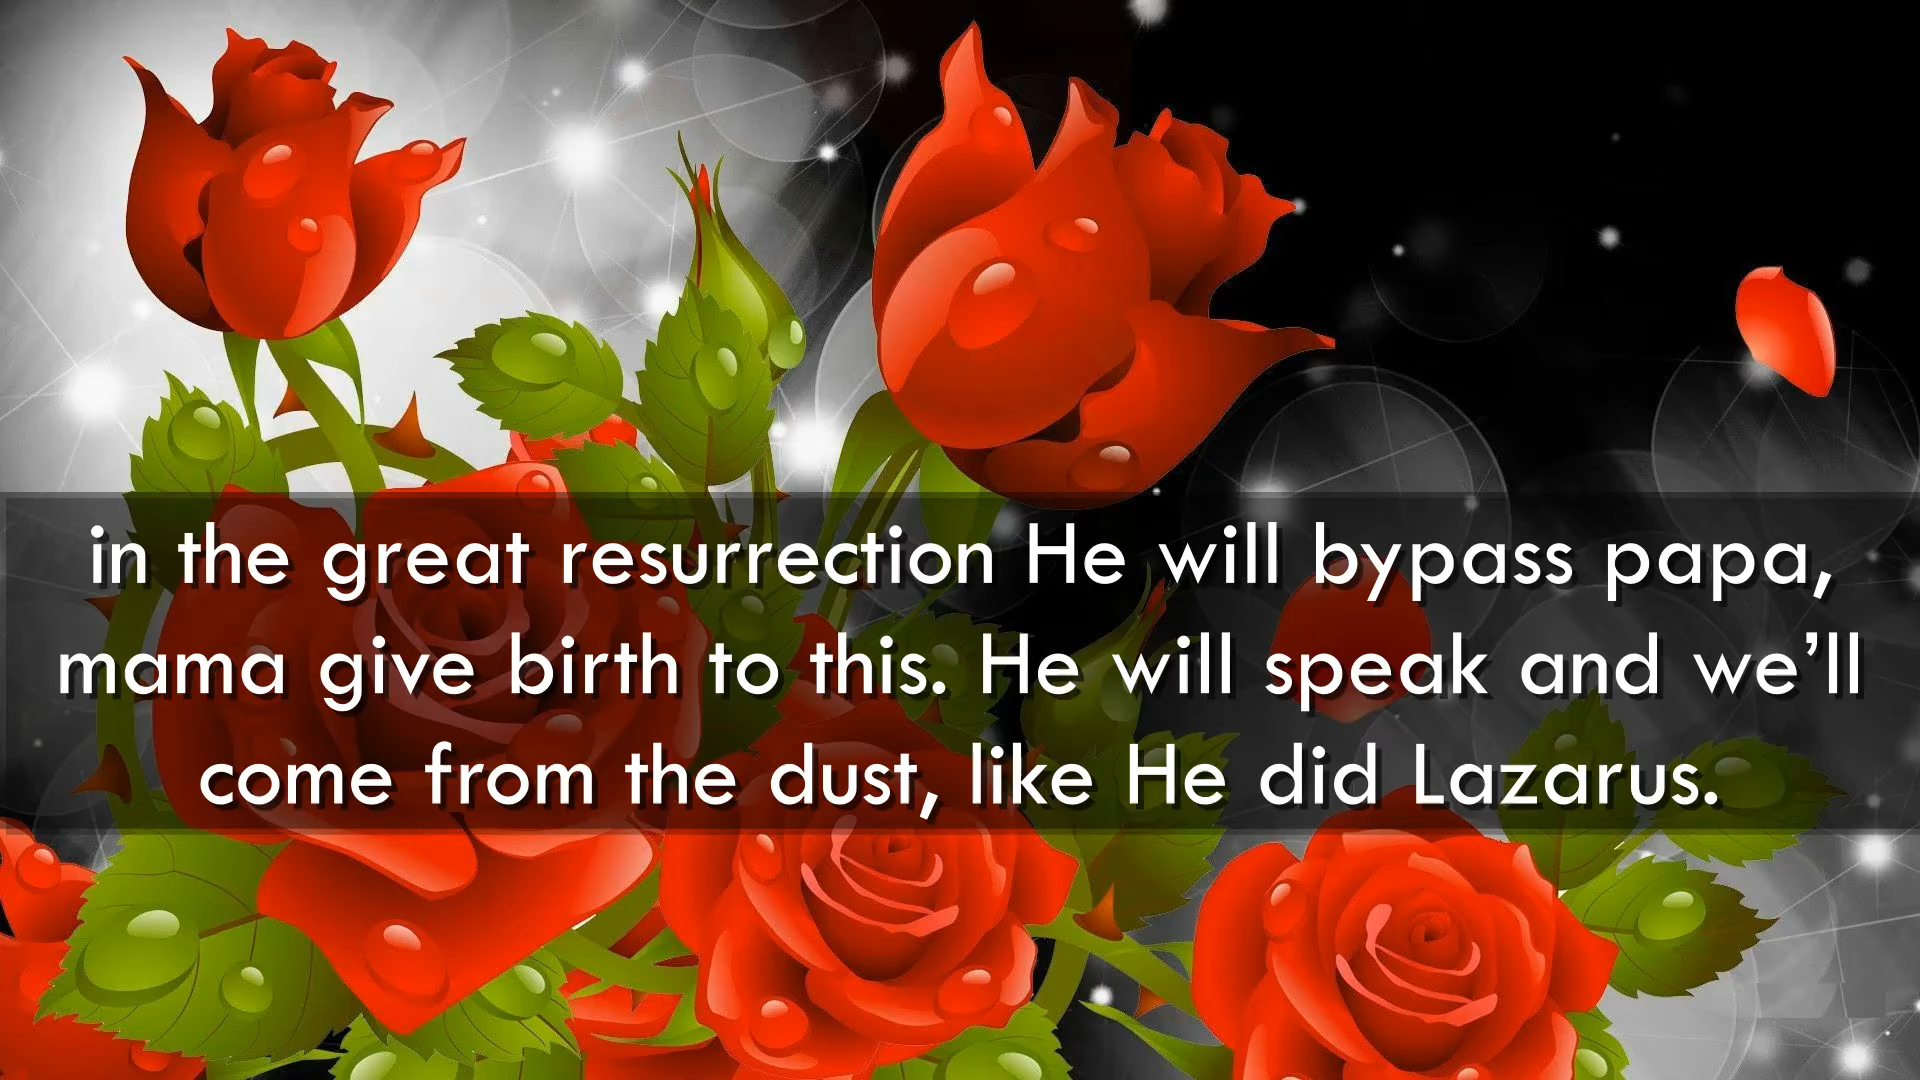 in the great resurrection He will bypass papa,
mama give birth to this. He will speak and we’ll
come from the dust, like He did Lazarus.